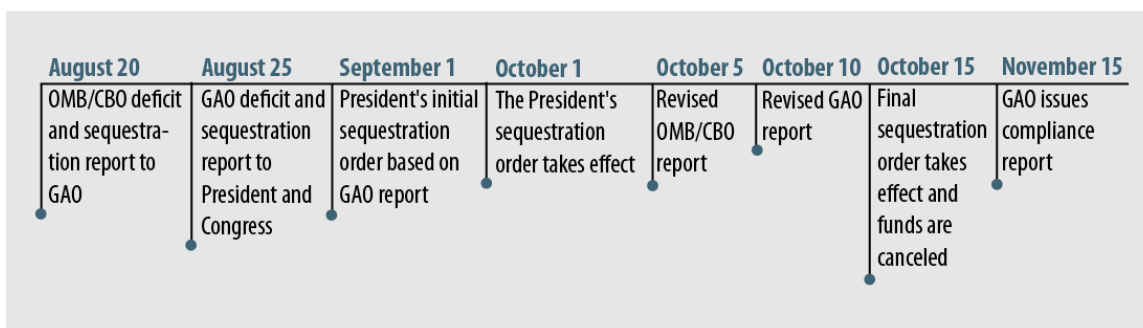 August 20
OMB/CBO deficit
and sequestra-
tion report to
GAO
August 25
GAO deficit and
sequestration
report to
President and
Congress
September 1
President's initial
sequestration
order based on
GAO report
October 1
The President's
sequestration
order takes effect
October 5
Revised
OMB/CBO
report
October 10
Revised GAO
report
October 15
Final
sequestration
order takes
effect and
funds are
canceled
November 15
GAO issues
compliance
report